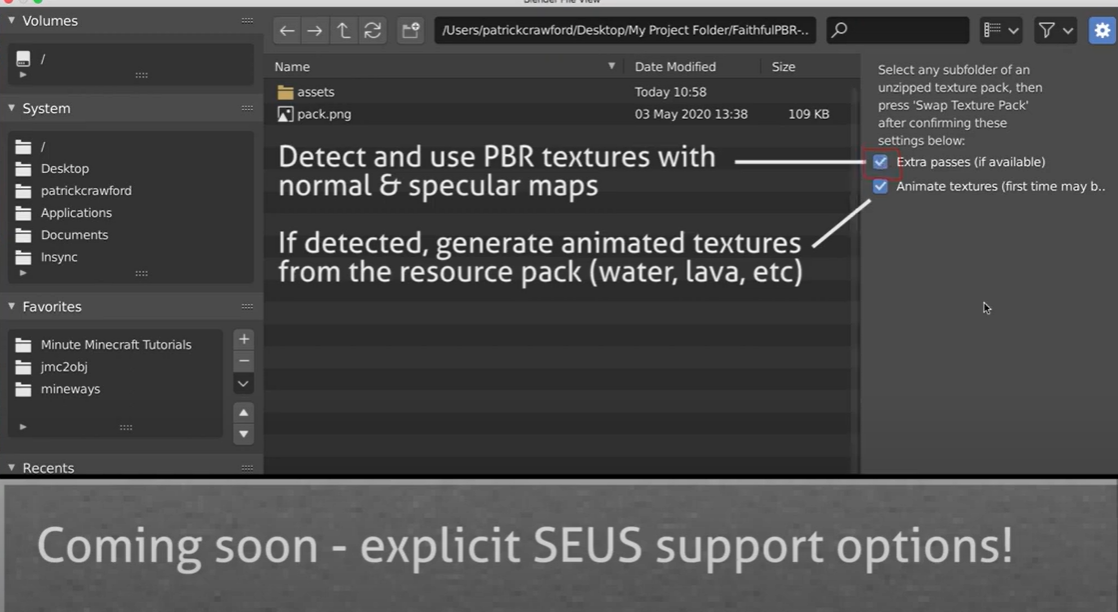 Blender File View
Volumes
/
System
/
Desktop
patrickcrawford
Applications
Documents
Insync
Favorites
Minute Minecraft Tutorials
jmc2obj
mineways
Recents
/Users/patrickcrawford/Desktop/My Project Folder/FaithfulPBR-..
Name Date Modified Size
assets Today 10:58
pack.png 03 May 2020 13:38 109 KB
Detect and use PBR textures with
normal & specular maps
If detected, generate animated textures
from the resource pack (water, lava, etc)
Select any subfolder of an
unzipped texture pack, then
press 'Swap Texture Pack'
after confirming these
settings below:
Extra passes (if available)
Animate textures (first time may b..
Coming soon - explicit SEUS support options!